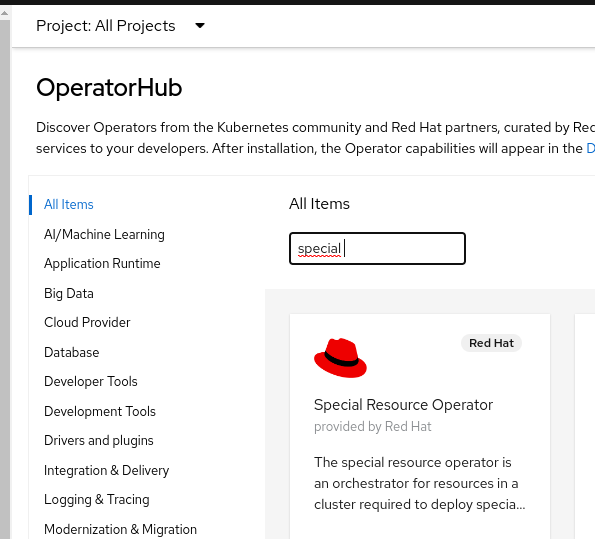 Project: All Projects
OperatorHub
Discover Operators from the Kubernetes community and Red Hat partners, curated by Red
services to your developers. After installation, the Operator capabilities will appear in the D
All Items
AI/Machine Learning
Application Runtime
Big Data
Cloud Provider
Database
Developer Tools
Development Tools
Drivers and plugins
Integration & Delivery
Logging & Tracing
Modernization & Migration
All Items
special
Red Hat
Special Resource Operator
provided by Red Hat
The special resource operator is
an orchestrator for resources in a
cluster required to deploy specia...